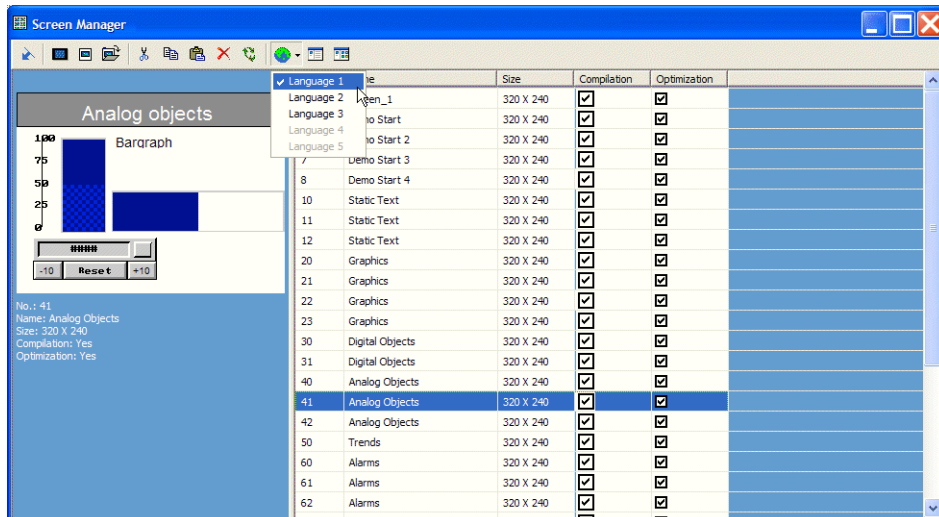 Screen Manager
Language 1
Language 2
Language 3
Language 4
Language 5
Size Compilation Optimization
320 X 240
320 X 240
320 X 240
7 Demo Start 3 320 X 240
8 Demo Start 4 320 X 240
10 Static Text 320 X 240
11 Static Text 320 X 240
12 Static Text 320 X 240
20 Graphics 320 X 240
21 Graphics 320 X 240
22 Graphics 320 X 240
23 Graphics 320 X 240
30 Digital Objects 320 X 240
31 Digital Objects 320 X 240
40 Analog Objects 320 X 240
41 Analog Objects 320 X 240
42 Analog Objects 320 X 240
50 Trends 320 X 240
60 Alarms 320 X 240
61 Alarms 320 X 240
62 Alarms 320 X 240
Analog objects
Bargraph
100
75
50
25
0
####
-10 Reset +10
No.: 41
Name: Analog Objects
Size: 320 X 240
Compilation: Yes
Optimization: Yes